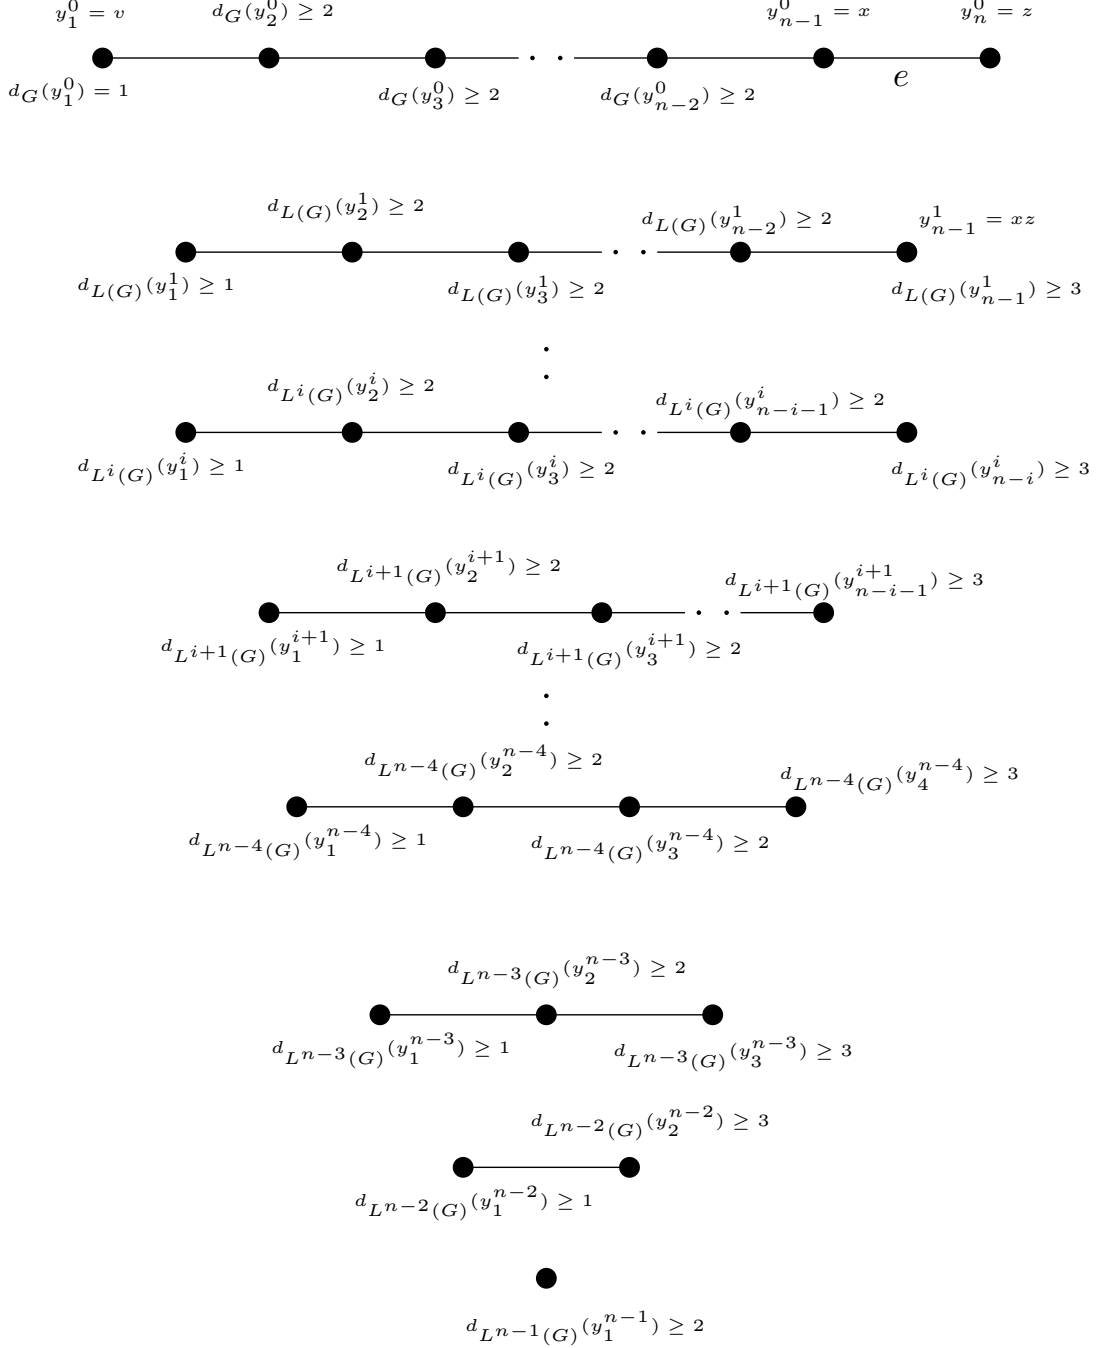 y_1^0 = v
d_G(y_2^0) ≥ 2
y_{n-1}^0 = x
y_n^0 = z
d_G(y_1^0) = 1
d_G(y_3^0) ≥ 2
d_G(y_{n-2}^0) ≥ 2
e
d_{L(G)}(y_2^1) ≥ 2
d_{L(G)}(y_{n-2}^1) ≥ 2
y_{n-1}^1 = xz
d_{L(G)}(y_1^1) ≥ 1
d_{L(G)}(y_3^1) ≥ 2
d_{L(G)}(y_{n-1}^1) ≥ 3
d_{L^i(G)}(y_2^i) ≥ 2
d_{L^i(G)}(y_{n-i-1}^i) ≥ 2
d_{L^i(G)}(y_1^i) ≥ 1
d_{L^i(G)}(y_3^i) ≥ 2
d_{L^i(G)}(y_{n-i}^i) ≥ 3
d_{L^{i+1}(G)}(y_2^{i+1}) ≥ 2
d_{L^{i+1}(G)}(y_{n-i-1}^{i+1}) ≥ 3
d_{L^{i+1}(G)}(y_1^{i+1}) ≥ 1
d_{L^{i+1}(G)}(y_3^{i+1}) ≥ 2
d_{L^{n-4}(G)}(y_2^{n-4}) ≥ 2
d_{L^{n-4}(G)}(y_4^{n-4}) ≥ 3
d_{L^{n-4}(G)}(y_1^{n-4}) ≥ 1
d_{L^{n-4}(G)}(y_3^{n-4}) ≥ 2
d_{L^{n-3}(G)}(y_2^{n-3}) ≥ 2
d_{L^{n-3}(G)}(y_1^{n-3}) ≥ 1
d_{L^{n-3}(G)}(y_3^{n-3}) ≥ 3
d_{L^{n-2}(G)}(y_2^{n-2}) ≥ 3
d_{L^{n-2}(G)}(y_1^{n-2}) ≥ 1
d_{L^{n-1}(G)}(y_1^{n-1}) ≥ 2